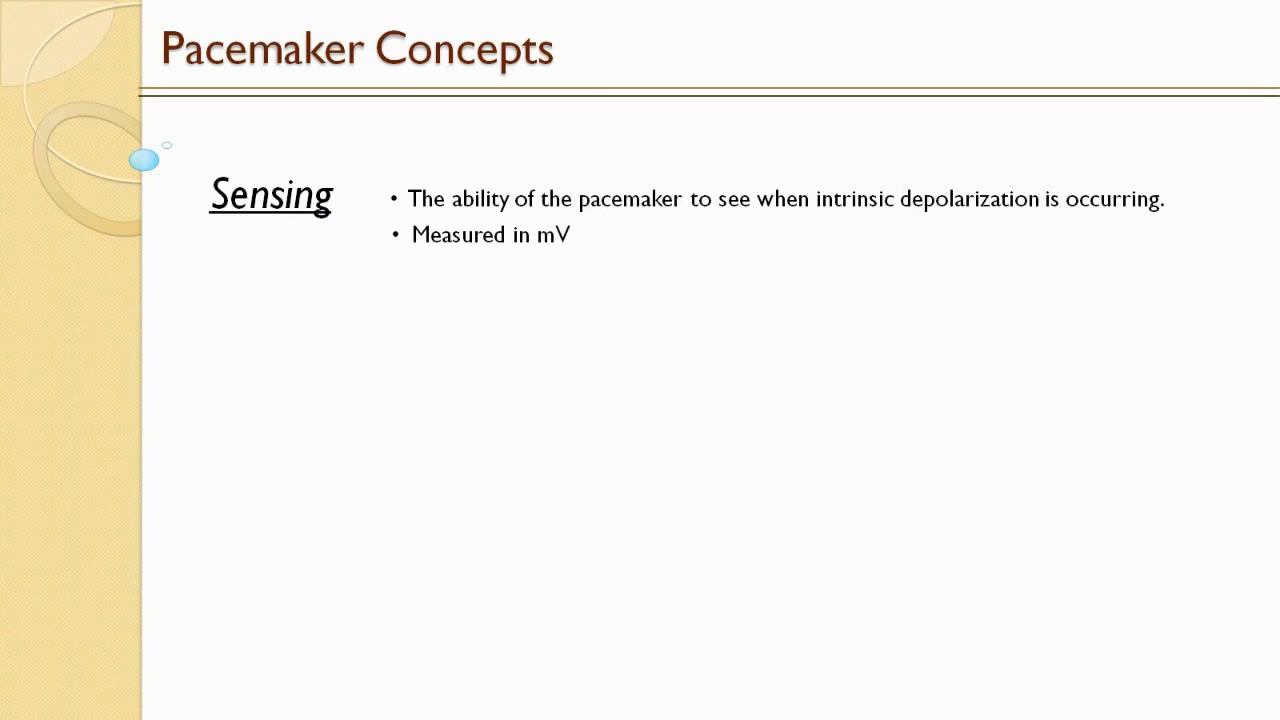 Pacemaker Concepts
Sensing
• The ability of the pacemaker to see when intrinsic depolarization is occurring.
• Measured in mV